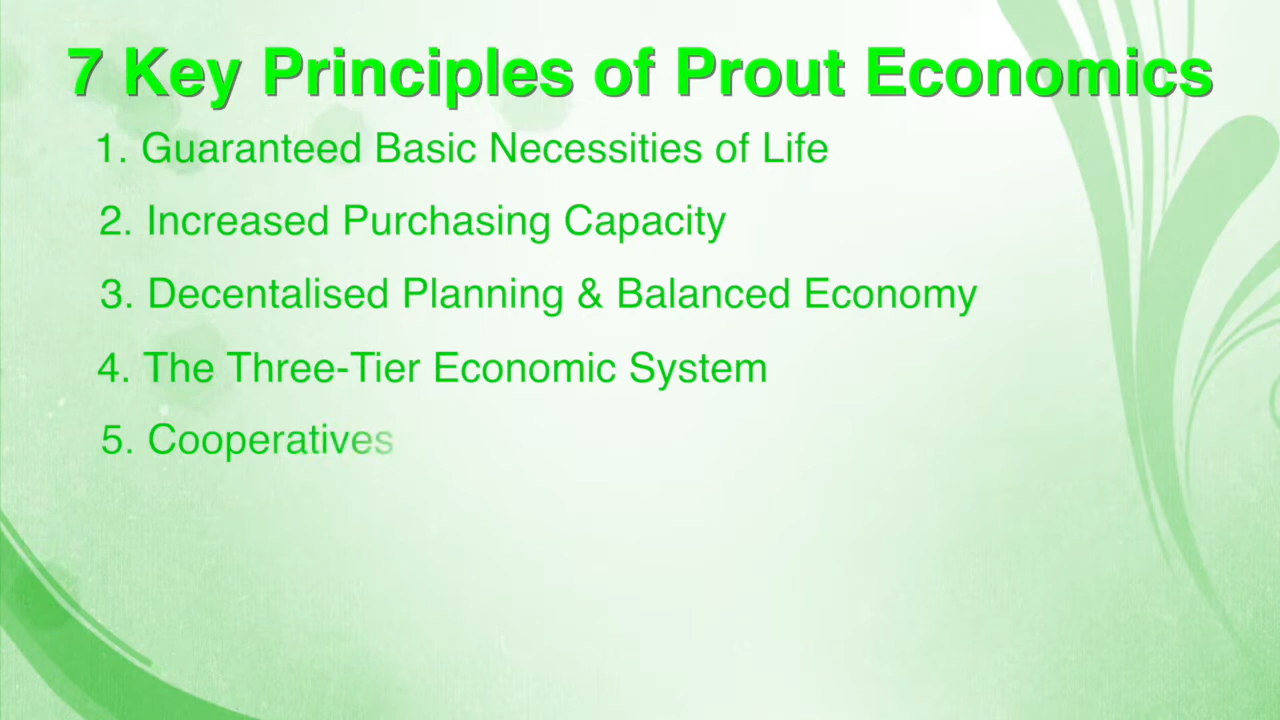 7 Key Principles of Prout Economics
1. Guaranteed Basic Necessities of Life
2. Increased Purchasing Capacity
3. Decentalised Planning & Balanced Economy
4. The Three-Tier Economic System
5. Cooperatives